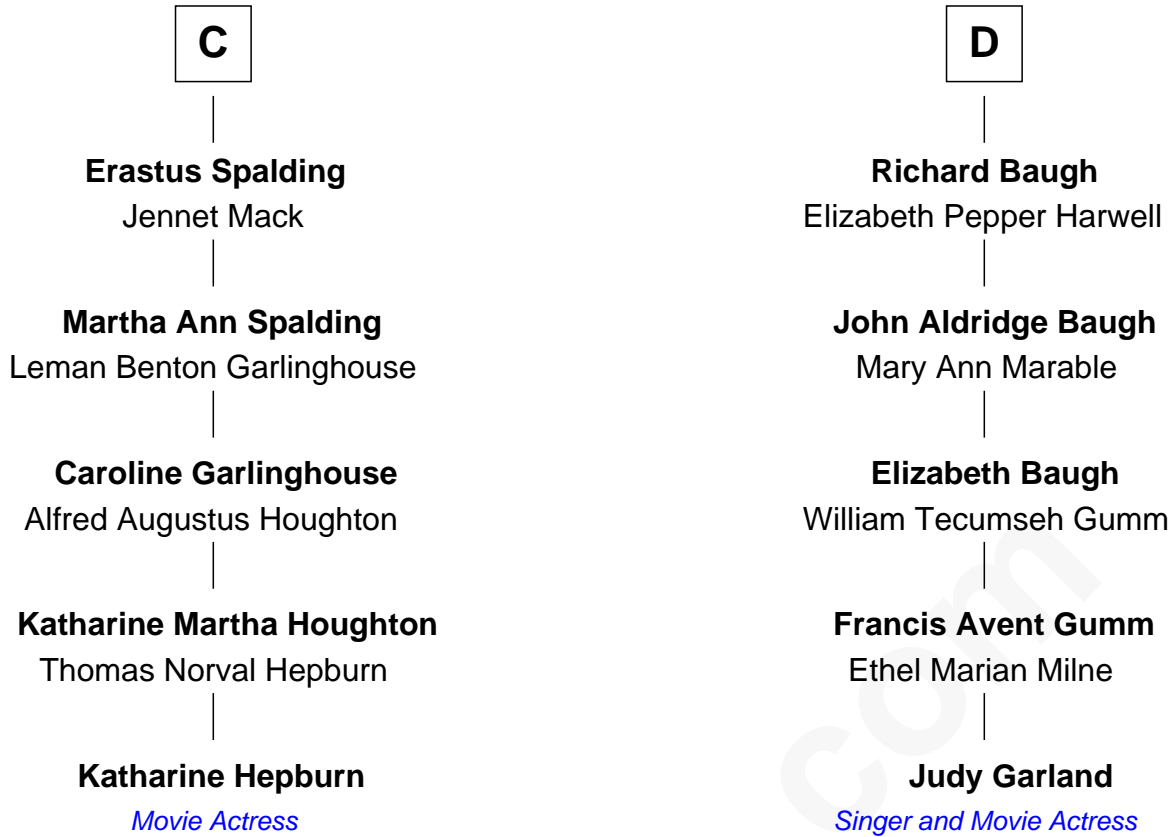 C
Erastus Spalding
Jennet Mack
Martha Ann Spalding
Leman Benton Garlinghouse
Caroline Garlinghouse
Alfred Augustus Houghton
Katharine Martha Houghton
Thomas Norval Hepburn
Katharine Hepburn
Movie Actress
D
Richard Baugh
Elizabeth Pepper Harwell
John Aldridge Baugh
Mary Ann Marable
Elizabeth Baugh
William Tecumseh Gumm
Francis Avent Gumm
Ethel Marian Milne
Judy Garland
Singer and Movie Actress
com